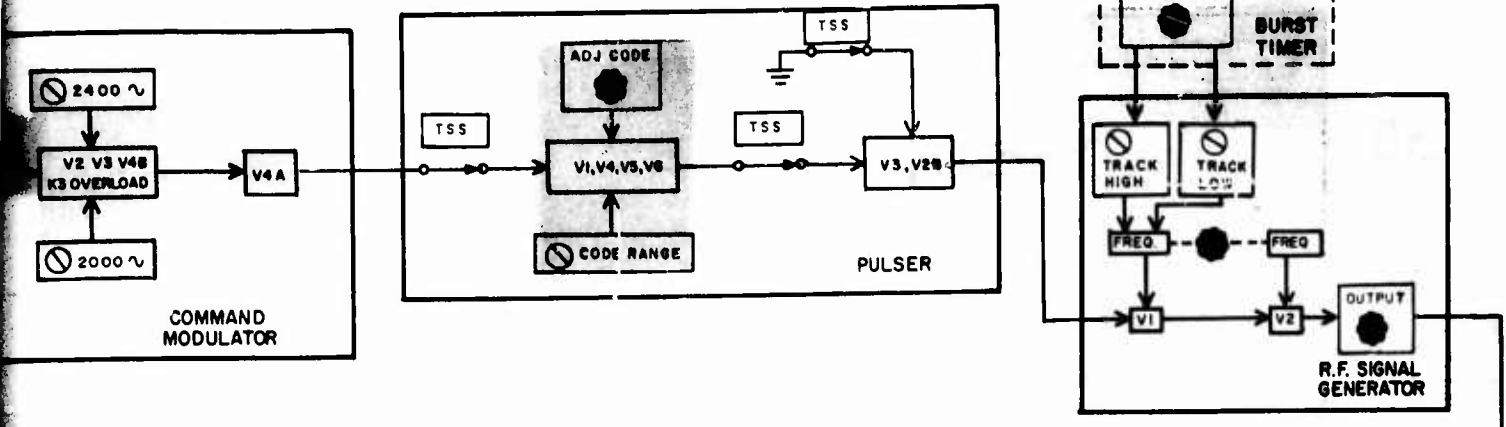 2400 ~
V2 V3 V4B
K3 OVERLOAD
2000 ~
V4A
COMMAND
MODULATOR
TSS
ADJ CODE
V1, V4, V5, V6
CODE RANGE
TSS
TSS
V3, V2B
PULSER
BURST
TIMER
TRACK
HIGH
TRACK
LOW
FREQ.
FREQ
V1
V2
OUTPUT
R.F. SIGNAL
GENERATOR